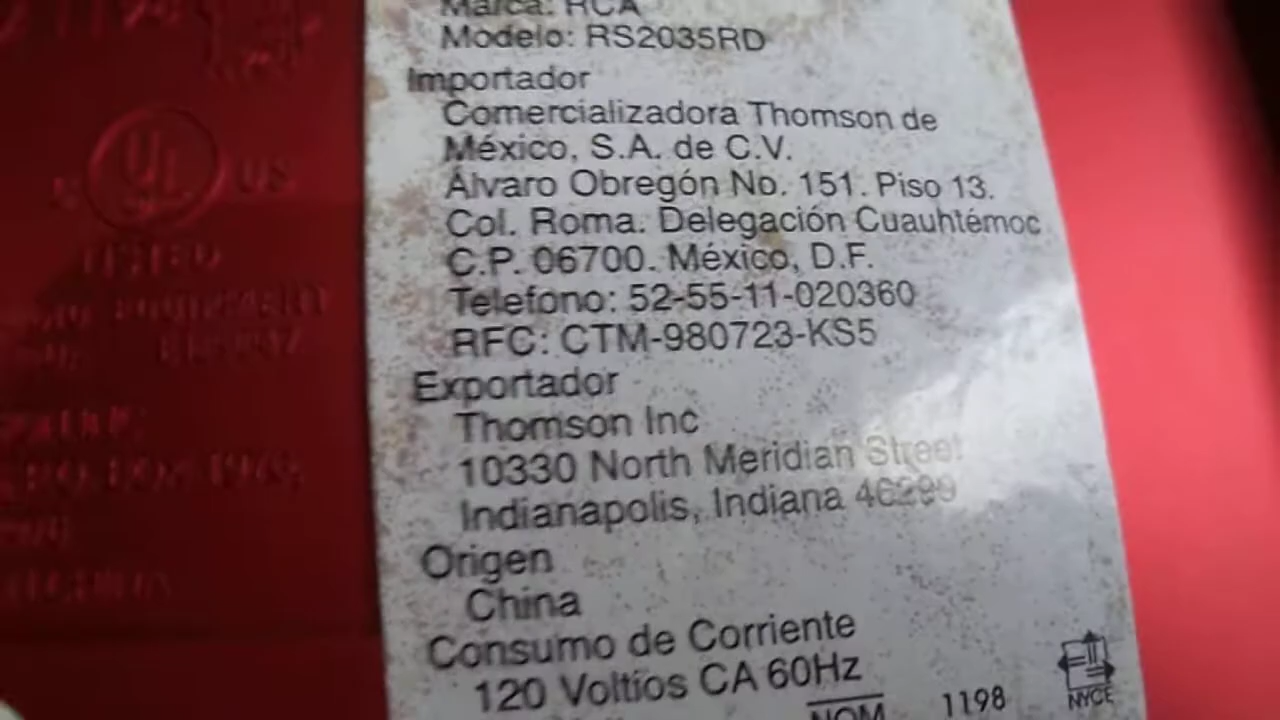 Marca: RCA
Modelo: RS2035RD
Importador
Comercializadora Thomson de
México, S.A. de C.V.
Álvaro Obregón No. 151. Piso 13.
Col. Roma. Delegación Cuauhtémoc
C.P. 06700. México, D.F.
Telefono: 52-55-11-020360
RFC: CTM-980723-KS5
Exportador
Thomson Inc
10330 North Meridian Street
Indianapolis, Indiana
Origen
China
Consumo de Corriente
120 Voltios CA 60Hz
NOM 1198 NYCE
UL US
LISTED